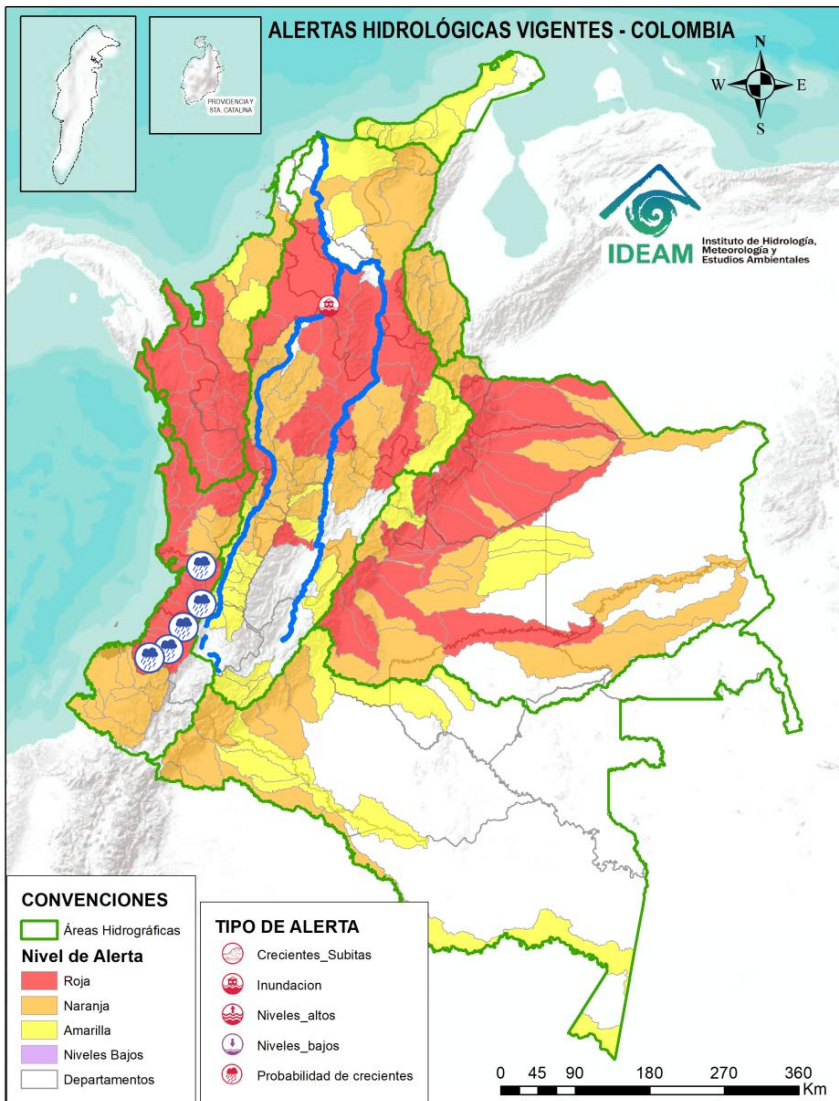 ALERTAS HIDROLÓGICAS VIGENTES - COLOMBIA
PROVIDENCIA Y
STA. CATALINA
N
W
E
S
IDEAM
Instituto de Hidrología,
Meteorología y
Estudios Ambientales
CONVENCIONES
Áreas Hidrográficas
Nivel de Alerta
Roja
Naranja
Amarilla
Niveles Bajos
Departamentos
TIPO DE ALERTA
Crecientes_Subitas
Inundacion
Niveles_altos
Niveles_bajos
Probabilidad de crecientes
0 45 90 180 270 360
Km